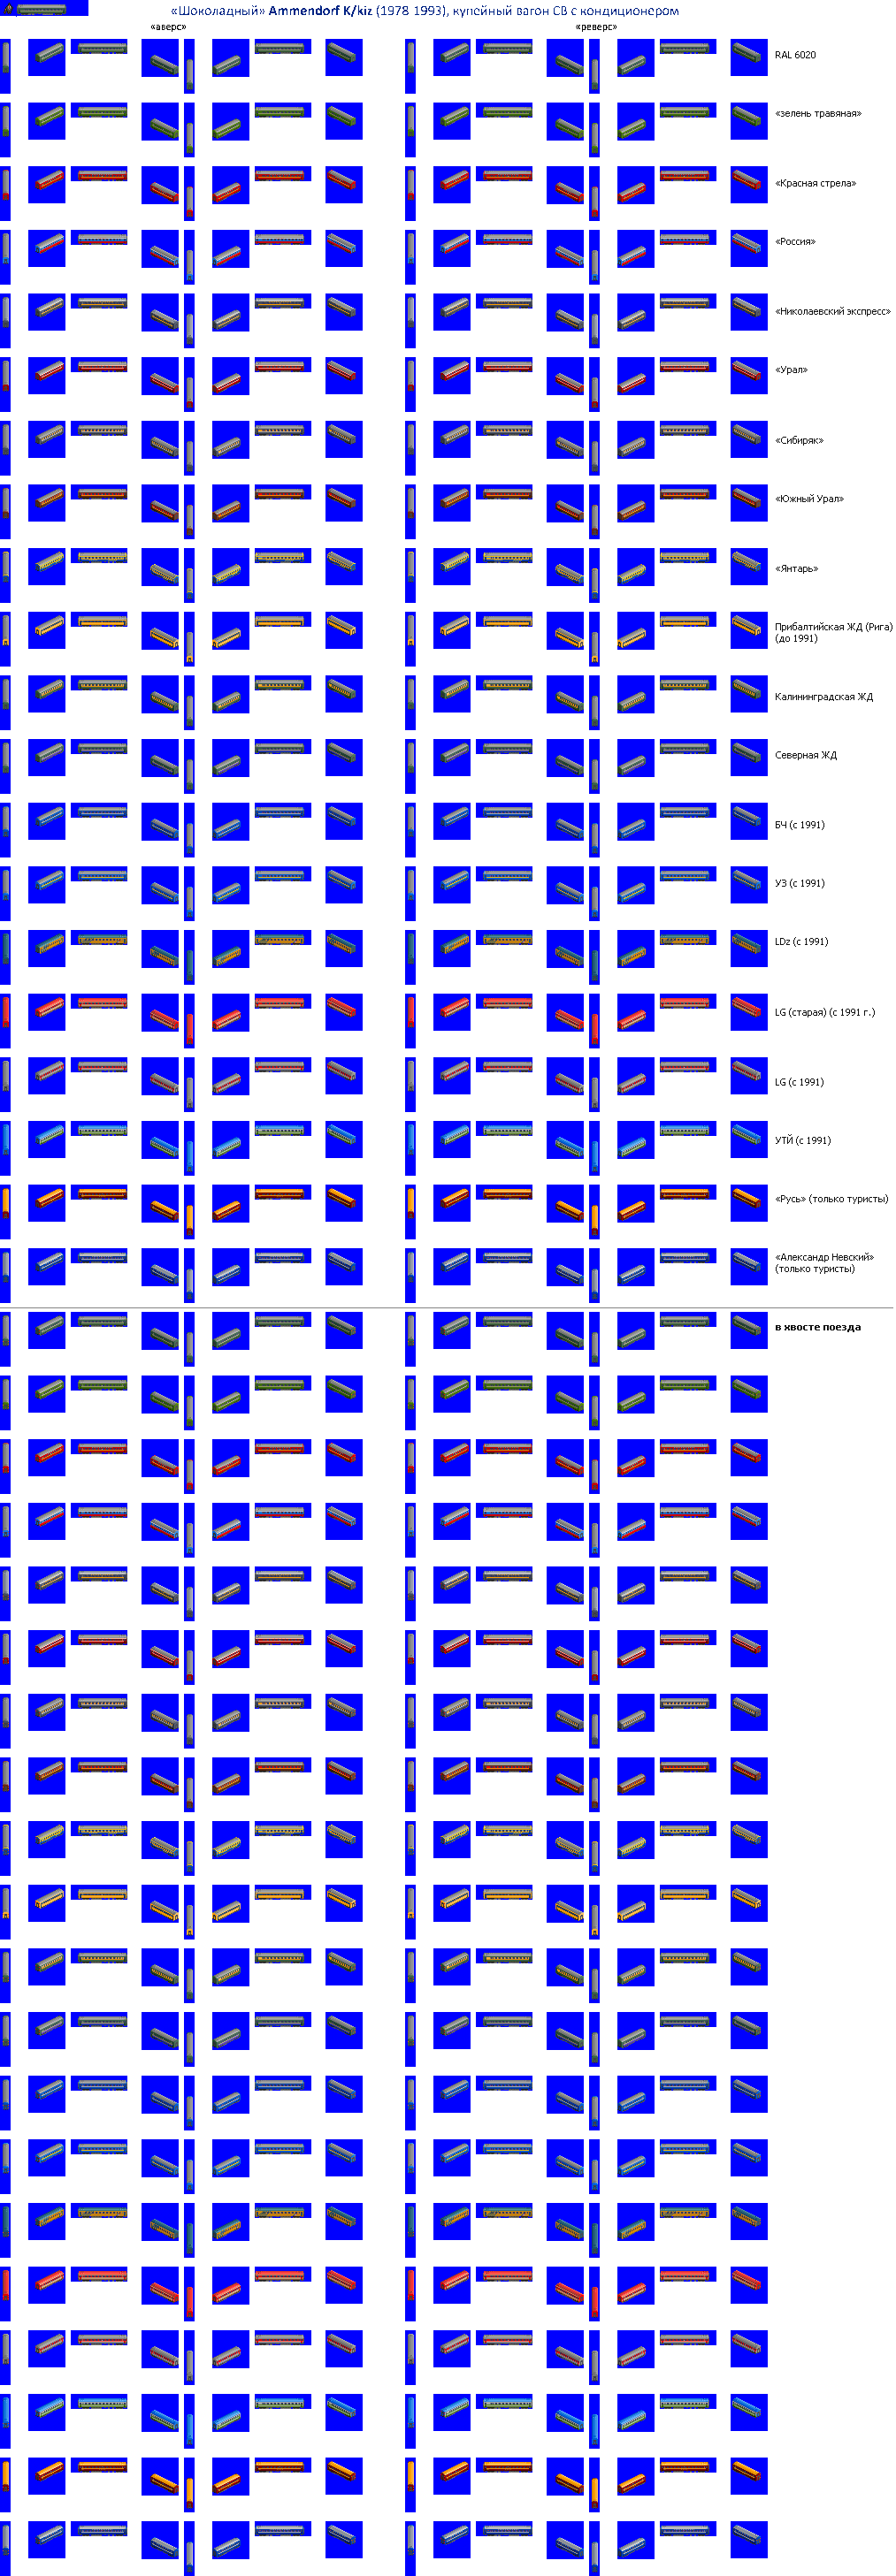 «Шоколадный» Ammendorf K/kiz (1978 1993), купейный вагон СВ с кондиционером
«аверс» «реверс»
RAL 6020
«зелень травяная»
«Красная стрела»
«Россия»
«Николаевский экспресс»
«Урал»
«Сибиряк»
«Южный Урал»
«Янтарь»
Прибалтийская ЖД (Рига)
(до 1991)
Калининградская ЖД
Северная ЖД
БЧ (с 1991)
УЗ (с 1991)
LDz (с 1991)
LG (старая) (с 1991 г.)
LG (с 1991)
УТЙ (с 1991)
«Русь» (только туристы)
«Александр Невский»
(только туристы)
в хвосте поезда